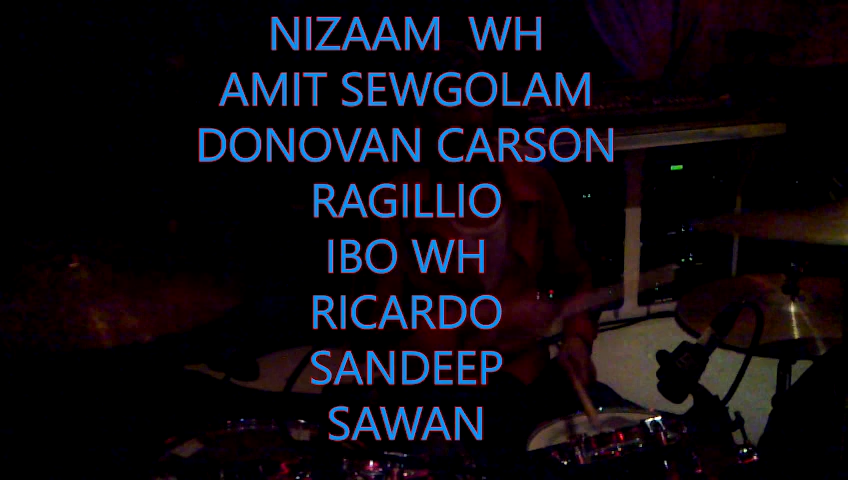 NIZAAM WH
AMIT SEWGOLAM
DONOVAN CARSON
RAGILLIO
IBO WH
RICARDO
SANDEEP
SAWAN